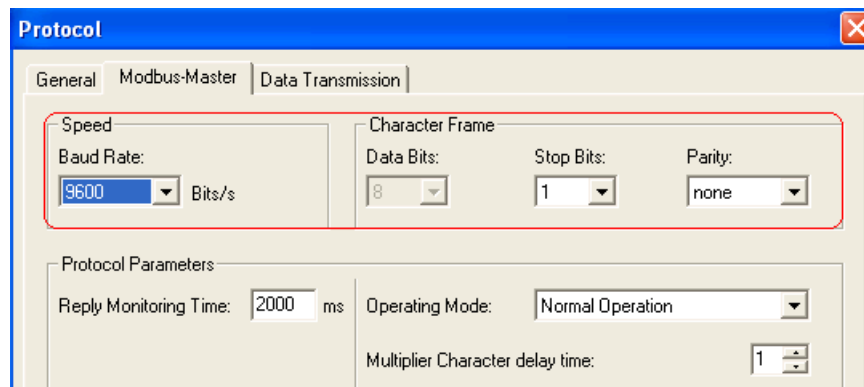 Protocol
General Modbus-Master Data Transmission
Speed Character Frame
Baud Rate: Data Bits: Stop Bits: Parity:
9600 Bits/s 8 1 none
Protocol Parameters
Reply Monitoring Time: 2000 ms Operating Mode: Normal Operation
Multiplier Character delay time: 1